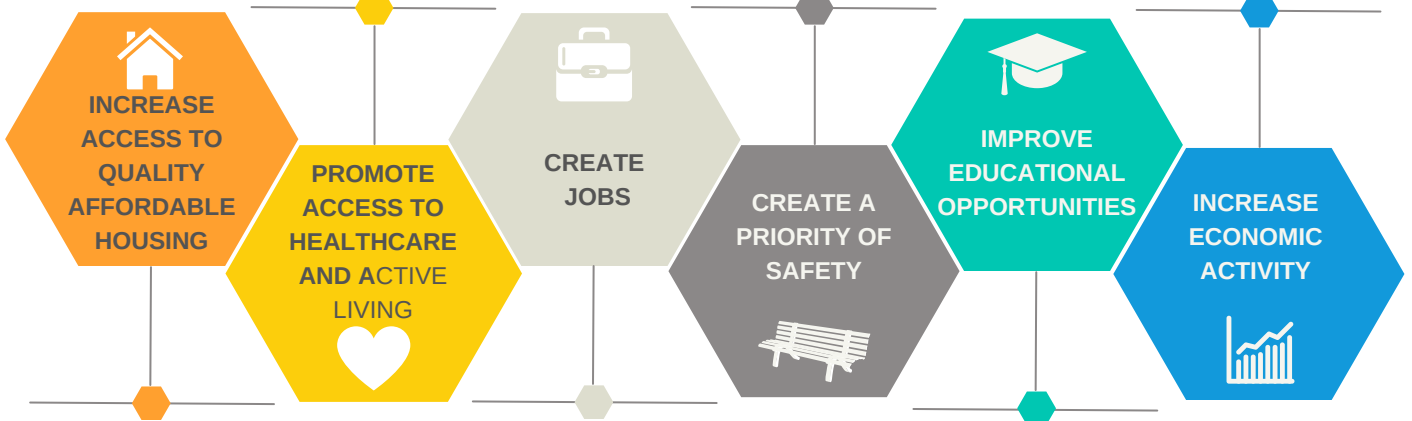 INCREASE
ACCESS TO
QUALITY
AFFORDABLE
HOUSING
PROMOTE
ACCESS TO
HEALTHCARE
AND ACTIVE
LIVING
CREATE
JOBS
CREATE A
PRIORITY OF
SAFETY
IMPROVE
EDUCATIONAL
OPPORTUNITIES
INCREASE
ECONOMIC
ACTIVITY